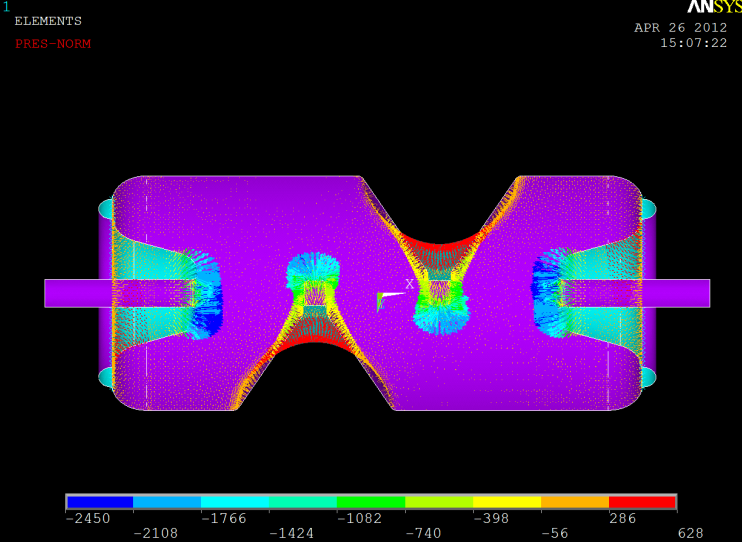 1
ANSYS
ELEMENTS
PRES-NORM
APR 26 2012
15:07:22
X
-2450
-2108
-1766
-1424
-1082
-740
-398
-56
286
628